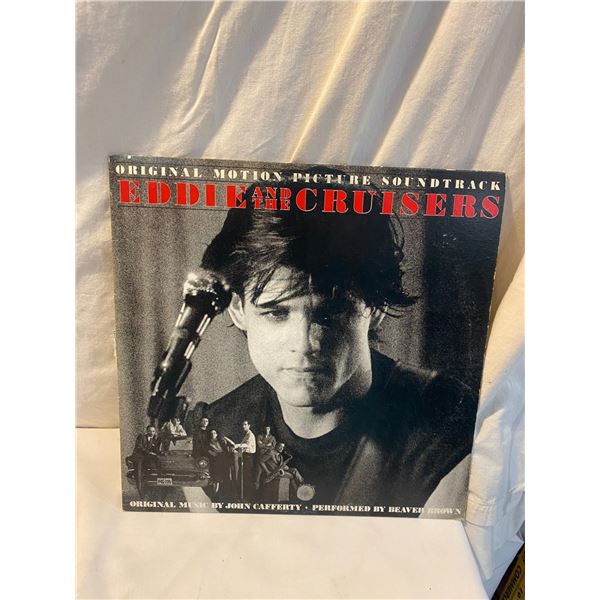 ORIGINAL MOTION PICTURE SOUNDTRACK
EDDIE AND THE CRUISERS
ORIGINAL MUSIC BY JOHN CAFFERTY • PERFORMED BY BEAVER BROWN